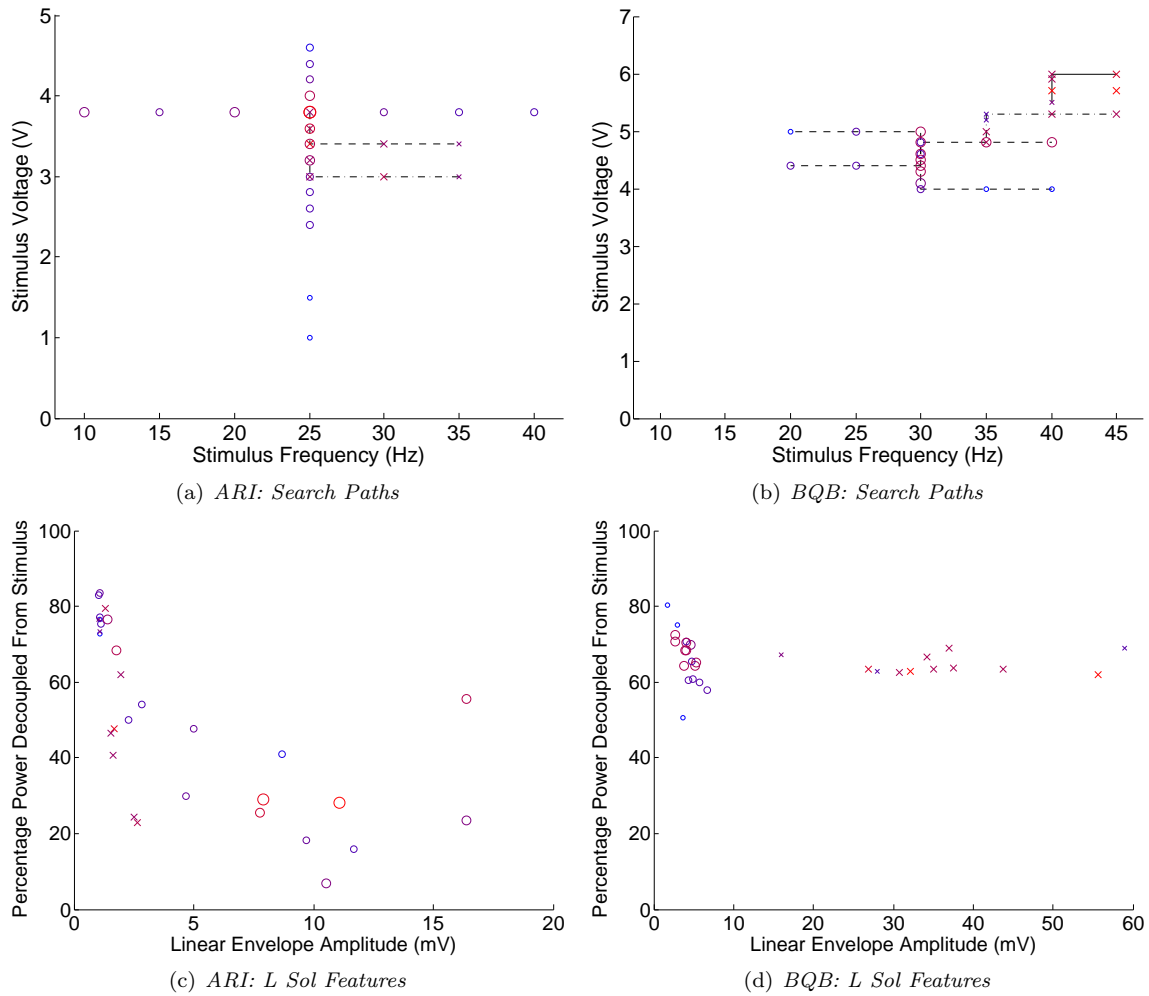 5
4
3
2
1
0
Stimulus Voltage (V)
10 15 20 25 30 35 40
Stimulus Frequency (Hz)
(a) ARI: Search Paths
7
6
5
4
3
2
1
0
Stimulus Voltage (V)
10 15 20 25 30 35 40 45
Stimulus Frequency (Hz)
(b) BQB: Search Paths
100
80
60
40
20
0
Percentage Power Decoupled From Stimulus
0 5 10 15 20
Linear Envelope Amplitude (mV)
(c) ARI: L Sol Features
100
80
60
40
20
0
Percentage Power Decoupled From Stimulus
0 10 20 30 40 50 60
Linear Envelope Amplitude (mV)
(d) BQB: L Sol Features